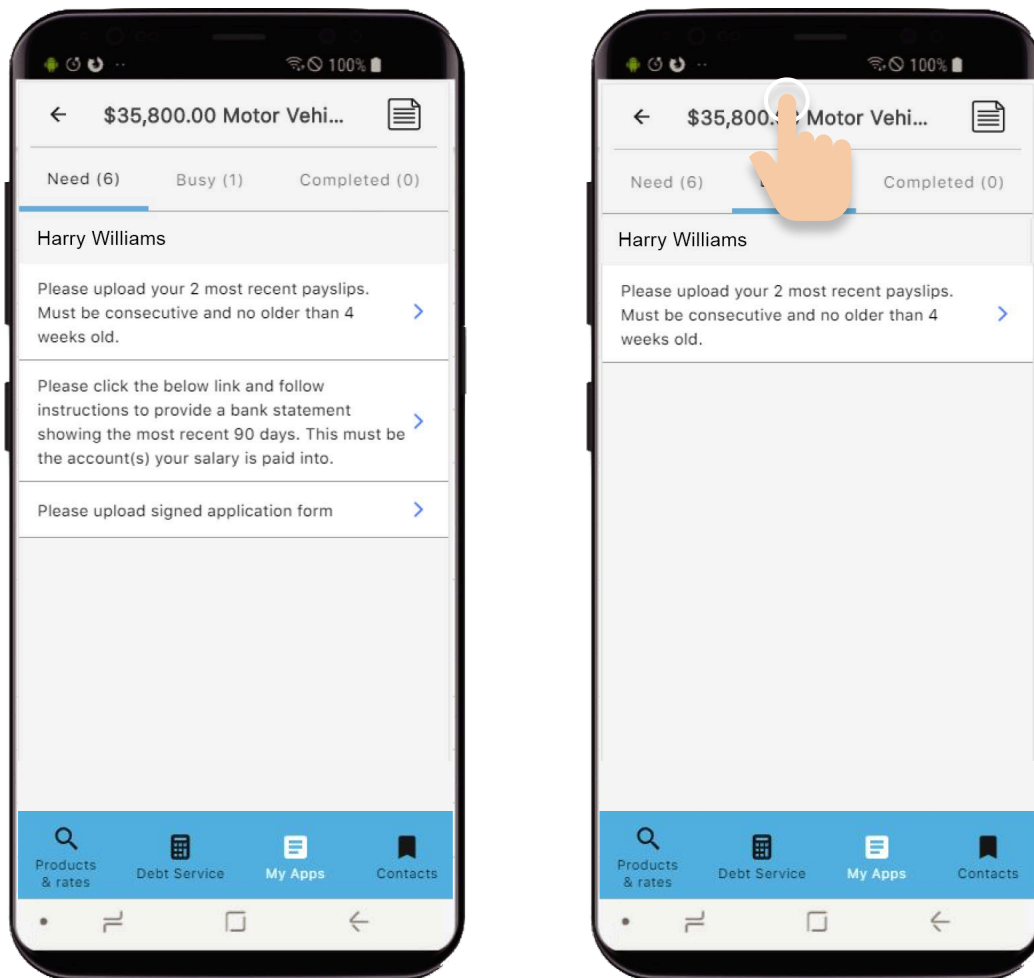 100%
$35,800.00 Motor Vehi...
Need (6) Busy (1) Completed (0)
Harry Williams
Please upload your 2 most recent payslips.
Must be consecutive and no older than 4
weeks old.
Please click the below link and follow
instructions to provide a bank statement
showing the most recent 90 days. This must be
the account(s) your salary is paid into.
Please upload signed application form
Products
& rates
Debt Service
My Apps
Contacts
100%
$35,800. Motor Vehi...
Need (6) Completed (0)
Harry Williams
Please upload your 2 most recent payslips.
Must be consecutive and no older than 4
weeks old.
Products
& rates
Debt Service
My Apps
Contacts